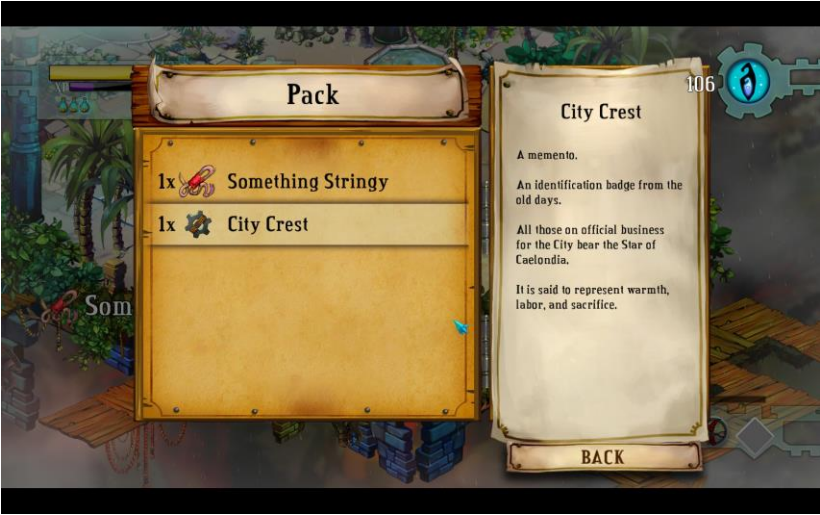 Pack
106
City Crest
1x Something Stringy
1x City Crest
A memento.
An identification badge from the
old days.
All those on official business
for the City bear the Star of
Caelondia.
It is said to represent warmth,
labor, and sacrifice.
Som
BACK